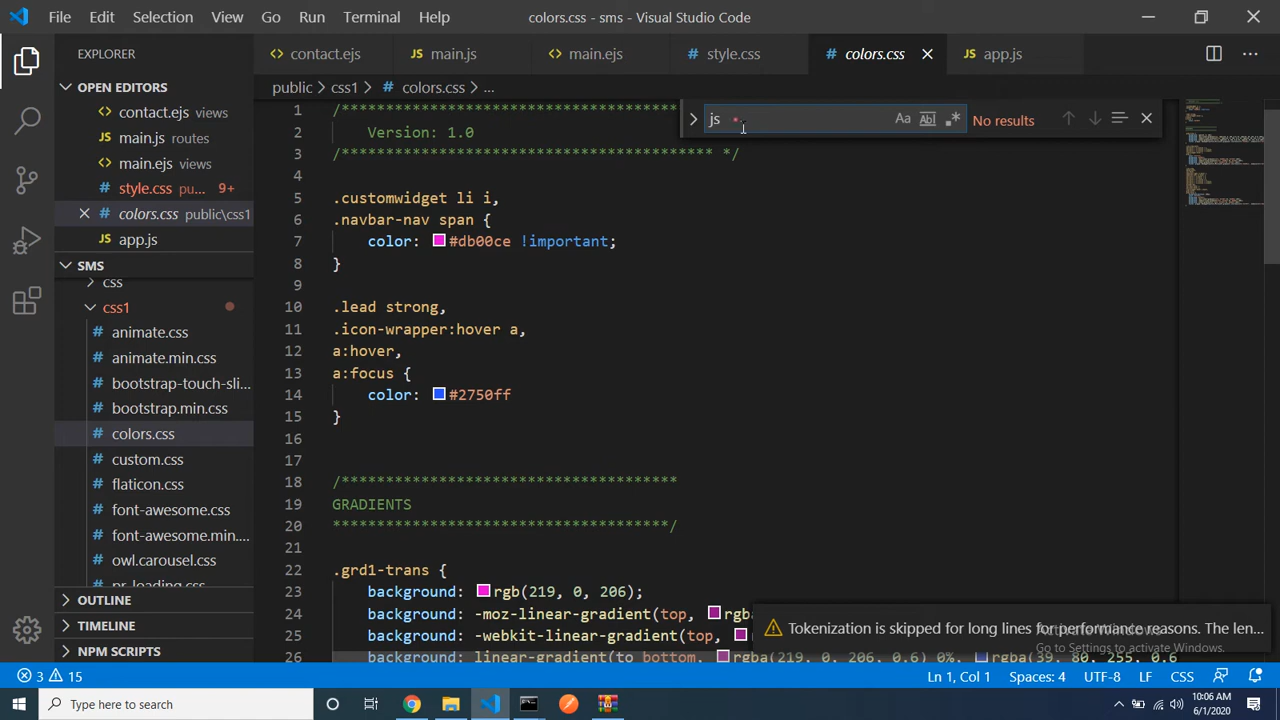 File Edit Selection View Go Run Terminal Help colors.css - sms - Visual Studio Code
EXPLORER
contact.ejs JS main.js main.ejs # style.css # colors.css JS app.js
OPEN EDITORS
contact.ejs views
JS main.js routes
main.ejs views
# style.css pu... 9+
# colors.css public\css1
JS app.js
SMS
css
css1
# animate.css
# animate.min.css
# bootstrap-touch-sli...
# bootstrap.min.css
# colors.css
# custom.css
# flaticon.css
# font-awesome.css
# font-awesome.min....
# owl.carousel.css
# pr_loading.css
OUTLINE
TIMELINE
NPM SCRIPTS
public > css1 > # colors.css > ...
js Aa Abl .* No results
1 /***************************************
2 Version: 1.0
3 /******************************************* */
4
5 .customwidget li i,
6 .navbar-nav span {
7 color: #db00ce !important;
8 }
9
10 .lead strong,
11 .icon-wrapper:hover a,
12 a:hover,
13 a:focus {
14 color: #2750ff
15 }
16
17
18 /***************************************
19 GRADIENTS
20 ***************************************/
21
22 .grd1-trans {
23 background: rgb(219, 0, 206);
24 background: -moz-linear-gradient(top, rgb
25 background: -webkit-linear-gradient(top,
26 background: linear-gradient(to bottom, rgba(219, 0, 206, 0.6) 0%, rgba(39, 80, 255, 0.6
Tokenization is skipped for long lines for performance reasons. The len...
Activate Windows
Go to Settings to activate Windows.
3 15 Ln 1, Col 1 Spaces: 4 UTF-8 LF CSS
Type here to search
10:06 AM
6/1/2020